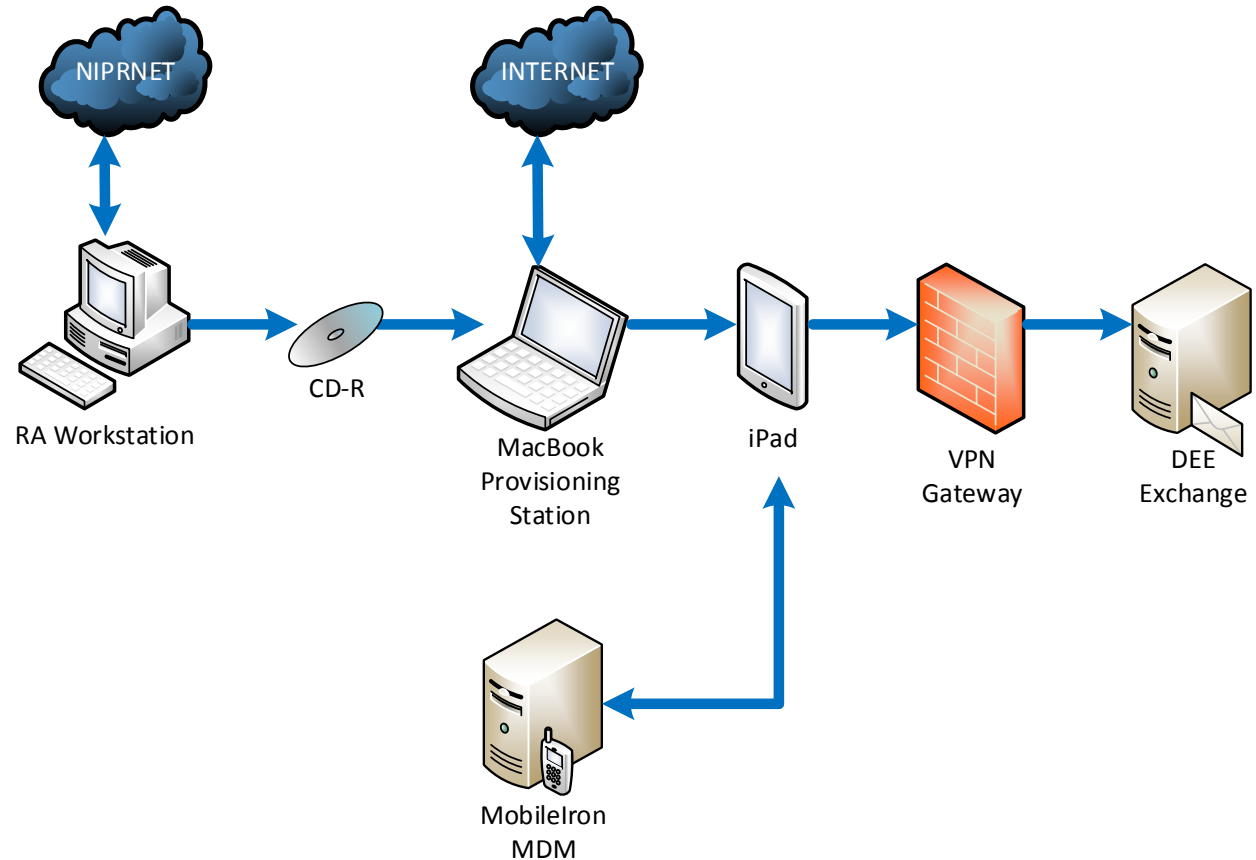 NIPRNET
INTERNET
RA Workstation
CD-R
MacBook
Provisioning
Station
iPad
VPN
Gateway
DEE
Exchange
MobileIron
MDM